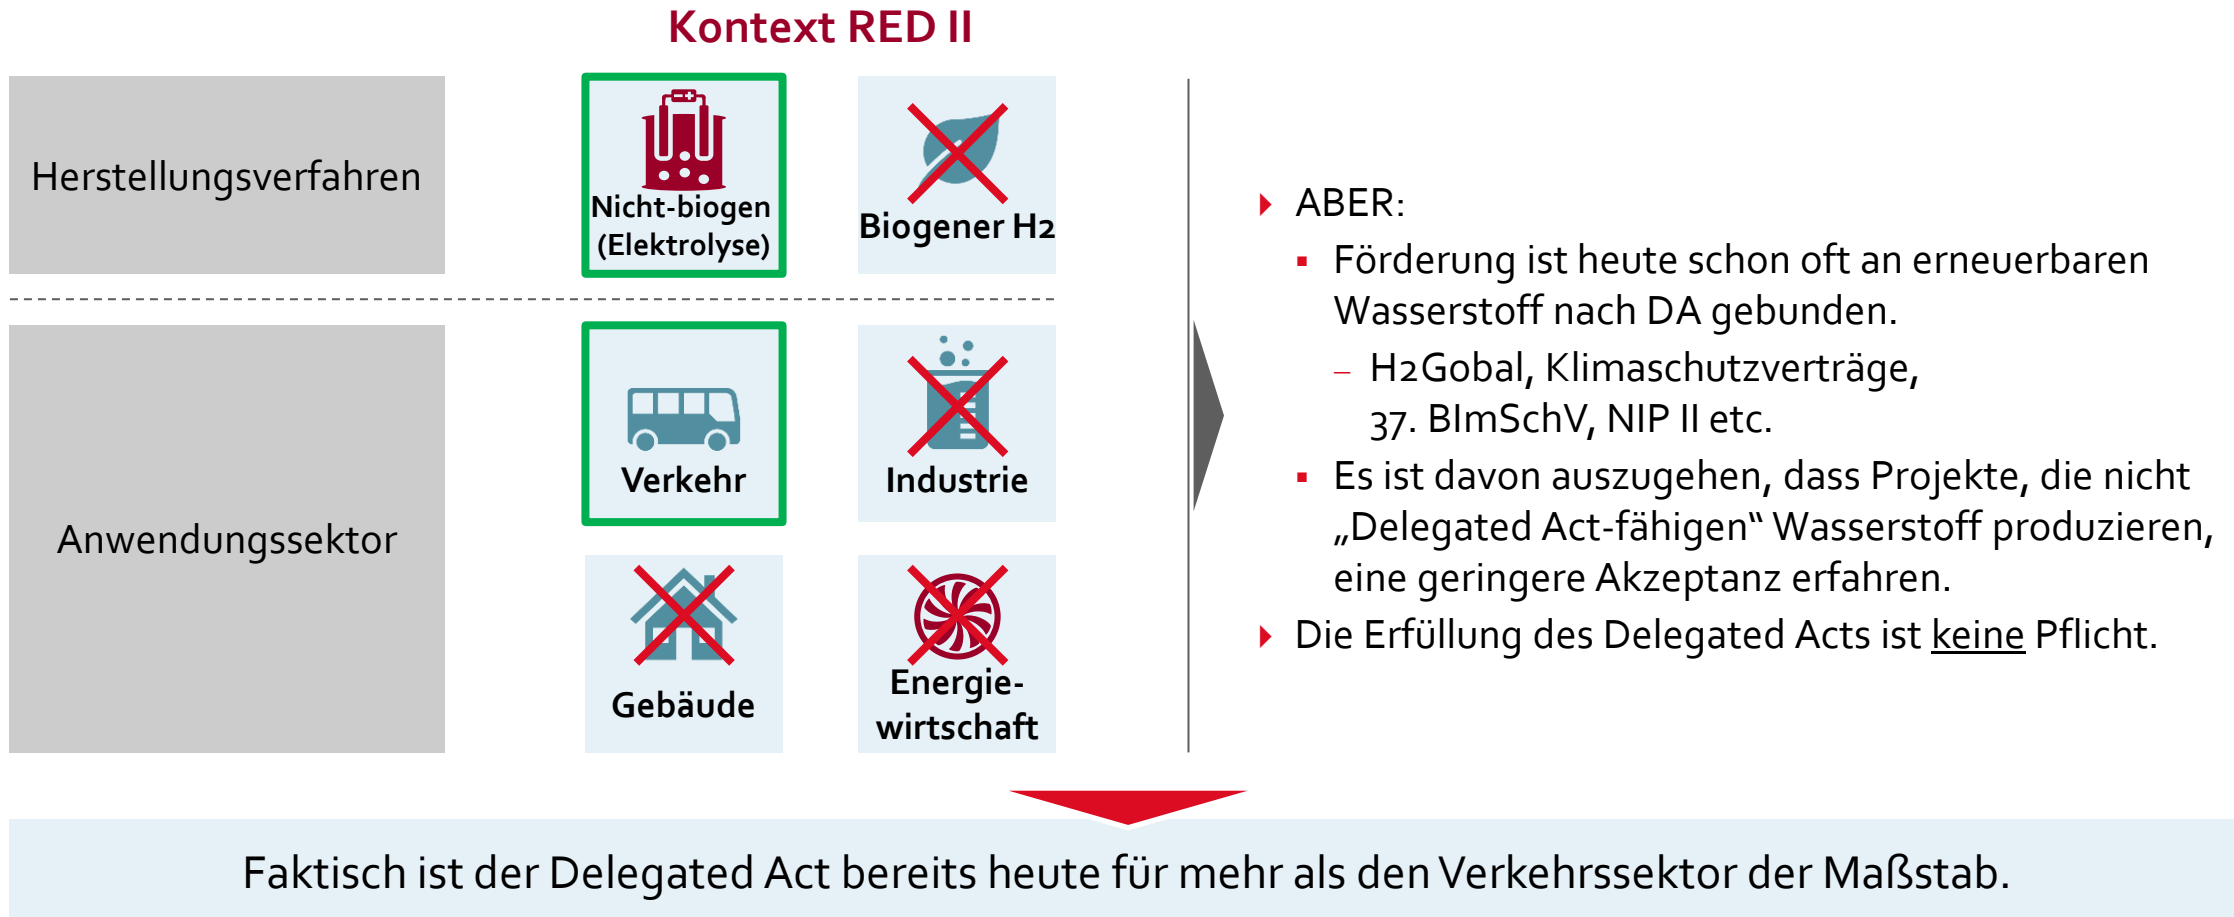 Kontext RED II
Herstellungsverfahren
Nicht-biogen
(Elektrolyse)
Biogener H2
Anwendungssektor
Verkehr
Industrie
Gebäude
Energie-
wirtschaft
ABER:
Förderung ist heute schon oft an erneuerbaren
Wasserstoff nach DA gebunden.
– H2Gobal, Klimaschutzverträge,
37. BImSchV, NIP II etc.
Es ist davon auszugehen, dass Projekte, die nicht
„Delegated Act-fähigen“ Wasserstoff produzieren,
eine geringere Akzeptanz erfahren.
Die Erfüllung des Delegated Acts ist keine Pflicht.
Faktisch ist der Delegated Act bereits heute für mehr als den Verkehrssektor der Maßstab.